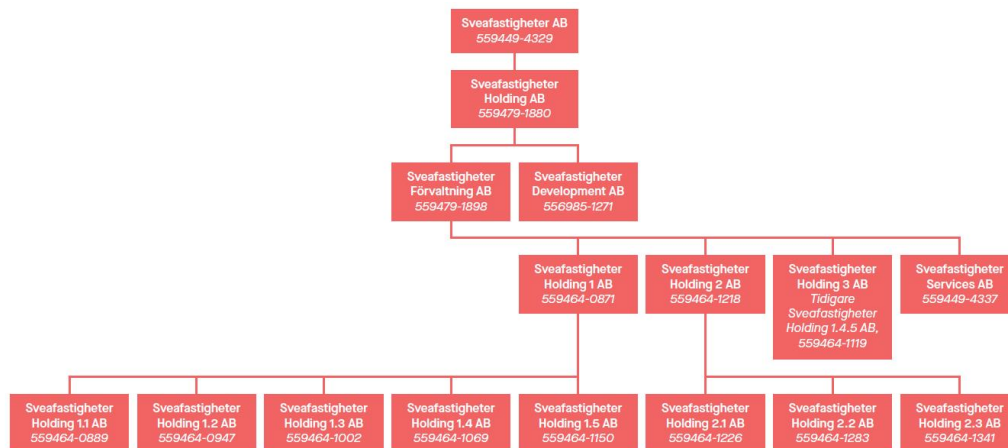 Sveafastigheter AB
559449-4329
Sveafastigheter
Holding AB
559479-1880
Sveafastigheter
Förvaltning AB
559479-1898
Sveafastigheter
Development AB
556985-1271
Sveafastigheter
Holding 1 AB
559464-0871
Sveafastigheter
Holding 2 AB
559464-1218
Sveafastigheter
Holding 3 AB
Tidigare
Sveafastigheter
Holding 1.4.5 AB,
559464-1119
Sveafastigheter
Services AB
559449-4337
Sveafastigheter
Holding 1.1 AB
559464-0889
Sveafastigheter
Holding 1.2 AB
559464-0947
Sveafastigheter
Holding 1.3 AB
559464-1002
Sveafastigheter
Holding 1.4 AB
559464-1069
Sveafastigheter
Holding 1.5 AB
559464-1150
Sveafastigheter
Holding 2.1 AB
559464-1226
Sveafastigheter
Holding 2.2 AB
559464-1283
Sveafastigheter
Holding 2.3 AB
559464-1341